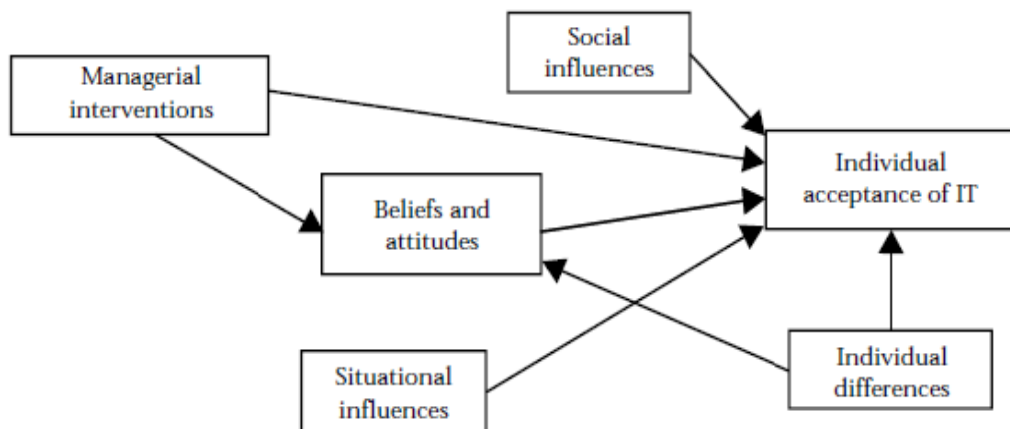 Social
influences
Managerial
interventions
Individual
acceptance of IT
Beliefs and
attitudes
Situational
influences
Individual
differences